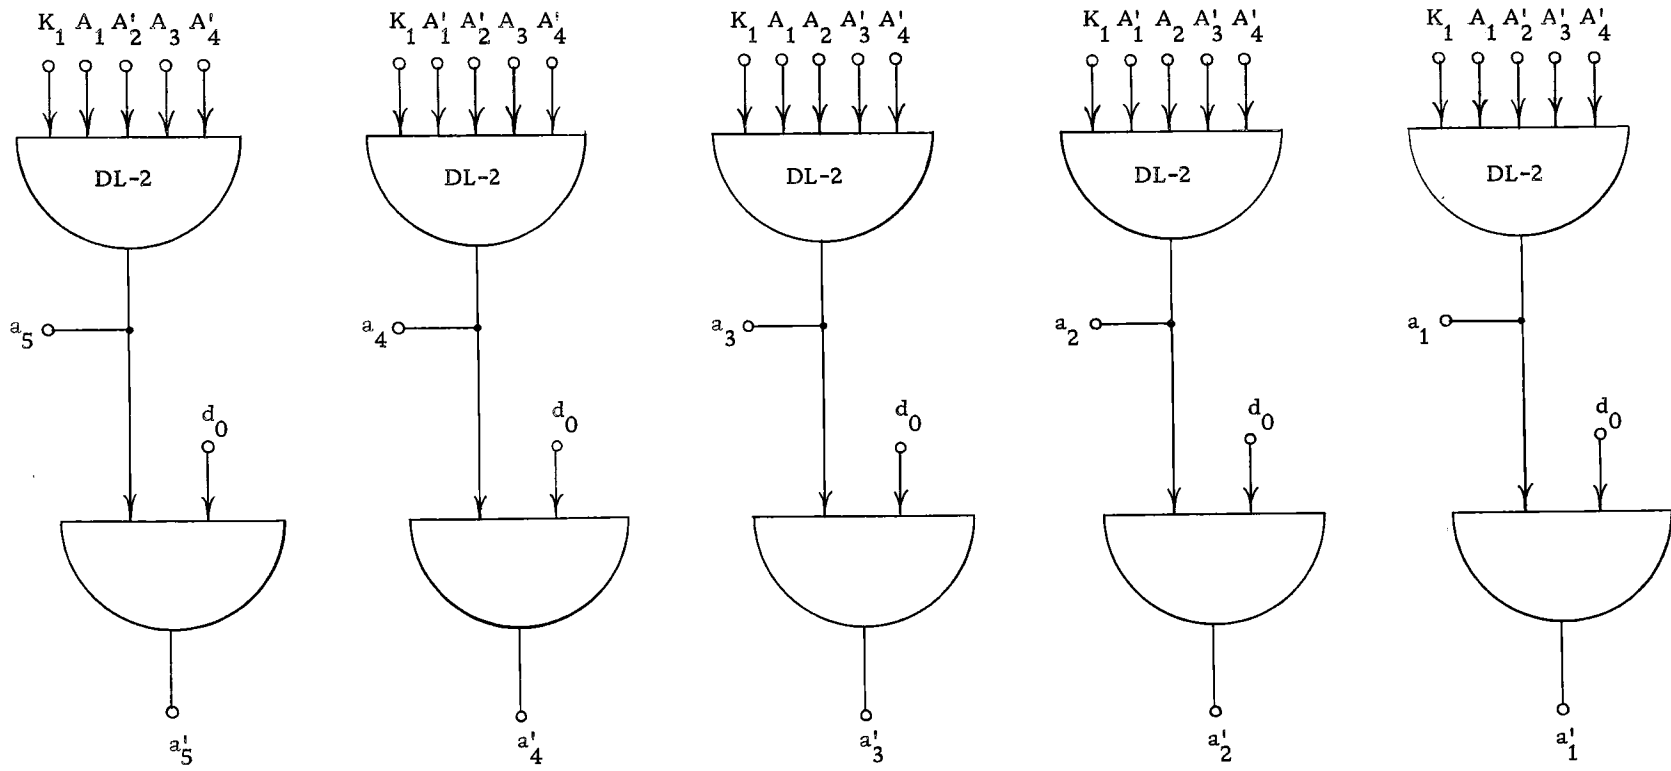 K₁ A₁ A'₂ A₃ A'₄
K₁ A'₁ A'₂ A₃ A'₄
K₁ A₁ A₂ A'₃ A'₄
K₁ A'₁ A₂ A'₃ A'₄
K₁ A₁ A'₂ A'₃ A'₄
DL-2
DL-2
DL-2
DL-2
DL-2
a₅
a₄
a₃
a₂
a₁
d₀
d₀
d₀
d₀
d₀
a'₅
a'₄
a'₃
a'₂
a'₁